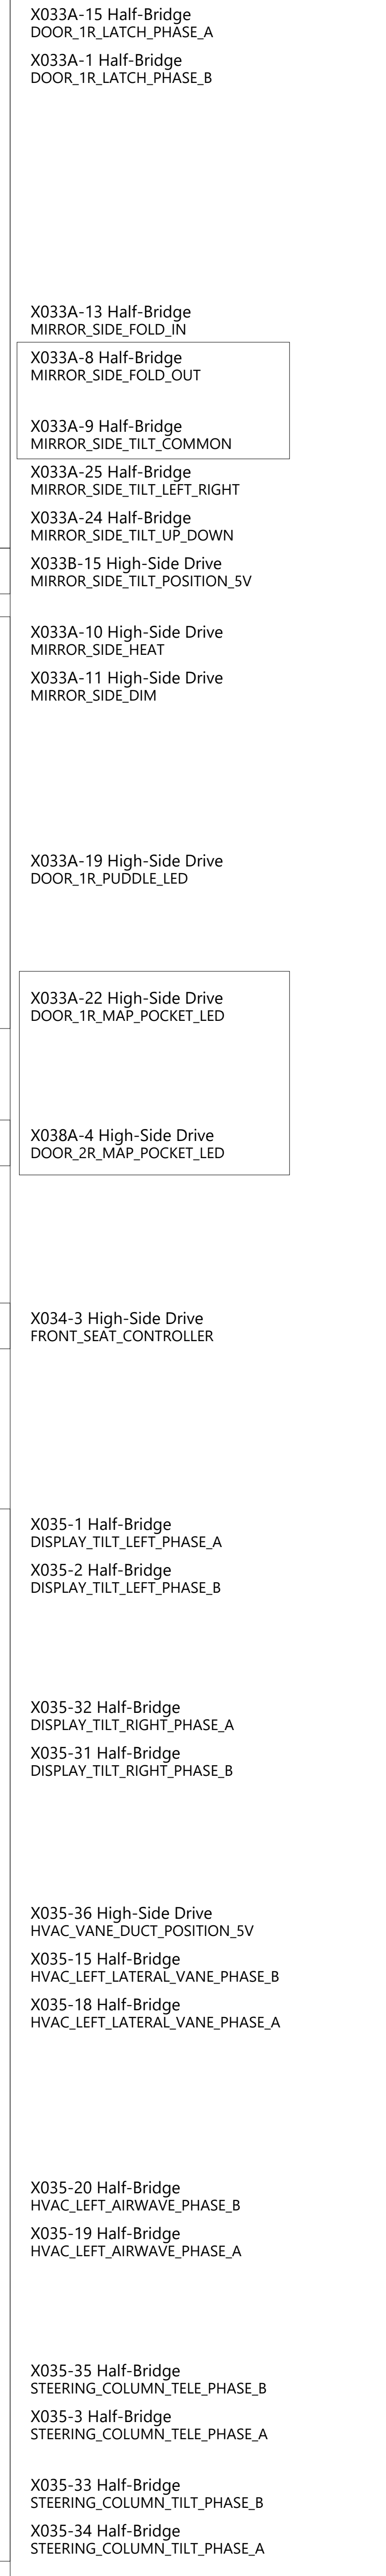 X033A-15 Half-Bridge
DOOR_1R_LATCH_PHASE_A
X033A-1 Half-Bridge
DOOR_1R_LATCH_PHASE_B
X033A-13 Half-Bridge
MIRROR_SIDE_FOLD_IN
X033A-8 Half-Bridge
MIRROR_SIDE_FOLD_OUT
X033A-9 Half-Bridge
MIRROR_SIDE_TILT_COMMON
X033A-25 Half-Bridge
MIRROR_SIDE_TILT_LEFT_RIGHT
X033A-24 Half-Bridge
MIRROR_SIDE_TILT_UP_DOWN
X033B-15 High-Side Drive
MIRROR_SIDE_TILT_POSITION_5V
X033A-10 High-Side Drive
MIRROR_SIDE_HEAT
X033A-11 High-Side Drive
MIRROR_SIDE_DIM
X033A-19 High-Side Drive
DOOR_1R_PUDDLE_LED
X033A-22 High-Side Drive
DOOR_1R_MAP_POCKET_LED
X038A-4 High-Side Drive
DOOR_2R_MAP_POCKET_LED
X034-3 High-Side Drive
FRONT_SEAT_CONTROLLER
X035-1 Half-Bridge
DISPLAY_TILT_LEFT_PHASE_A
X035-2 Half-Bridge
DISPLAY_TILT_LEFT_PHASE_B
X035-32 Half-Bridge
DISPLAY_TILT_RIGHT_PHASE_A
X035-31 Half-Bridge
DISPLAY_TILT_RIGHT_PHASE_B
X035-36 High-Side Drive
HVAC_VANE_DUCT_POSITION_5V
X035-15 Half-Bridge
HVAC_LEFT_LATERAL_VANE_PHASE_B
X035-18 Half-Bridge
HVAC_LEFT_LATERAL_VANE_PHASE_A
X035-20 Half-Bridge
HVAC_LEFT_AIRWAVE_PHASE_B
X035-19 Half-Bridge
HVAC_LEFT_AIRWAVE_PHASE_A
X035-35 Half-Bridge
STEERING_COLUMN_TELE_PHASE_B
X035-3 Half-Bridge
STEERING_COLUMN_TELE_PHASE_A
X035-33 Half-Bridge
STEERING_COLUMN_TILT_PHASE_B
X035-34 Half-Bridge
STEERING_COLUMN_TILT_PHASE_A